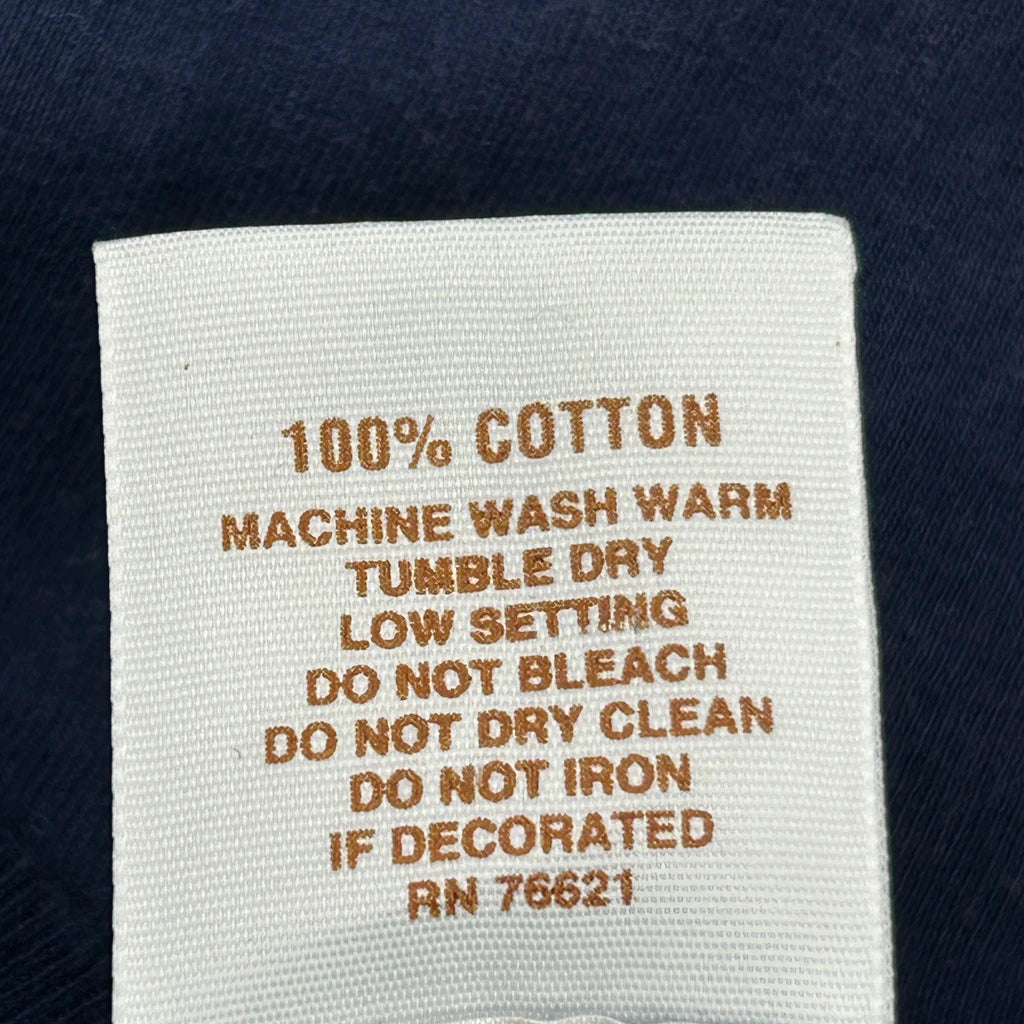 100% COTTON
MACHINE WASH WARM
TUMBLE DRY
LOW SETTING
DO NOT BLEACH
DO NOT DRY CLEAN
DO NOT IRON
IF DECORATED
RN 76621